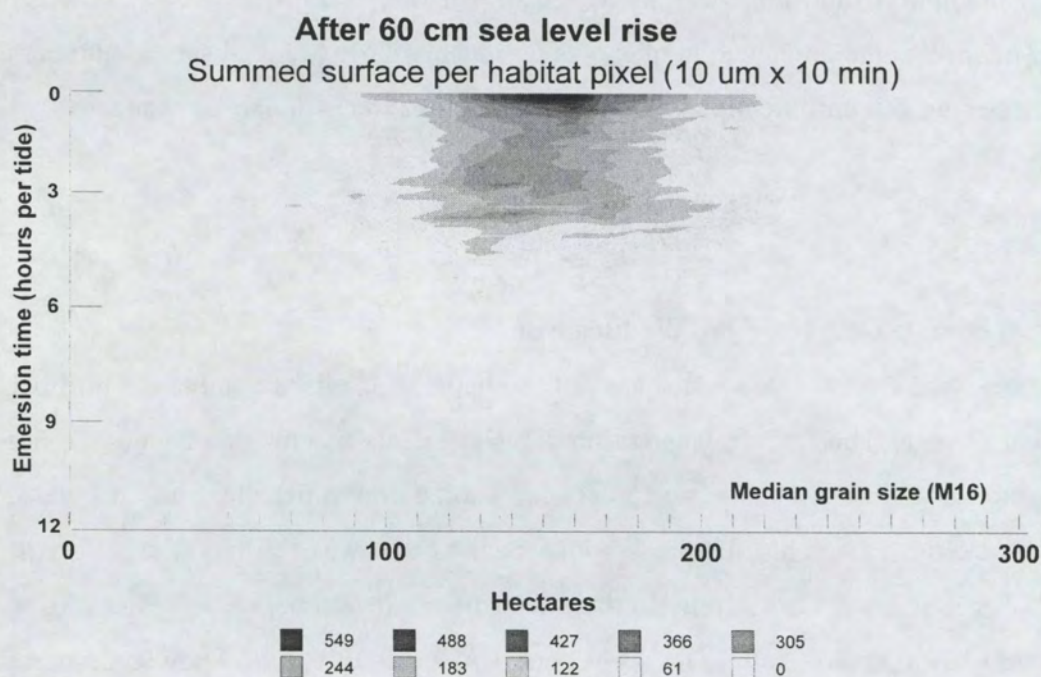 After 60 cm sea level rise
Summed surface per habitat pixel (10 um x 10 min)
0
3
6
9
12
Emersion time (hours per tide)
Median grain size (M16)
0 100 200 300
Hectares
549 488 427 366 305
244 183 122 61 0